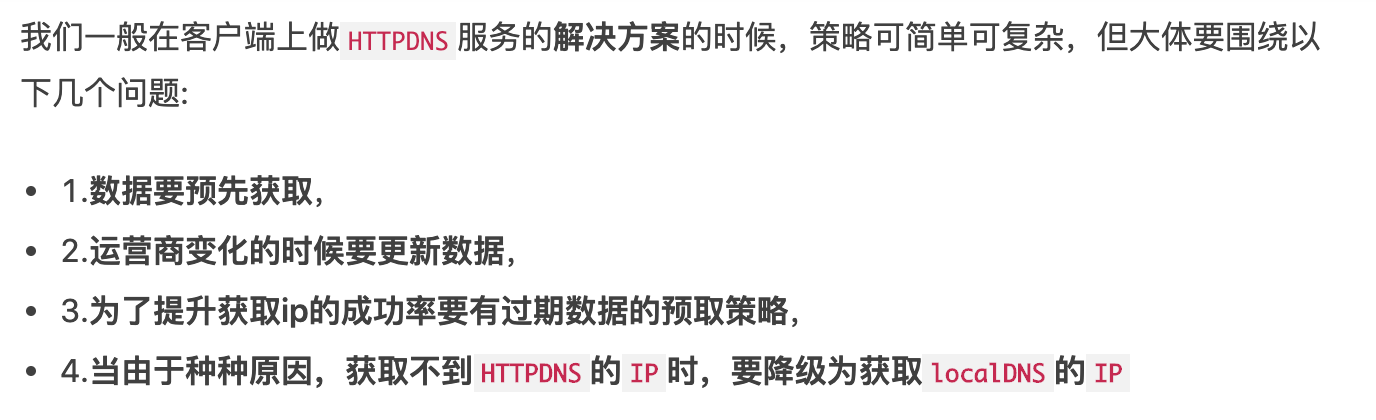 我们一般在客户端上做HTTPDNS服务的解决方案的时候，策略可简单可复杂，但大体要围绕以
下几个问题:
• 1.数据要预先获取，
• 2.运营商变化的时候要更新数据，
• 3.为了提升获取ip的成功率要有过期数据的预取策略，
• 4.当由于种种原因，获取不到HTTPDNS的IP时，要降级为获取localDNS的IP